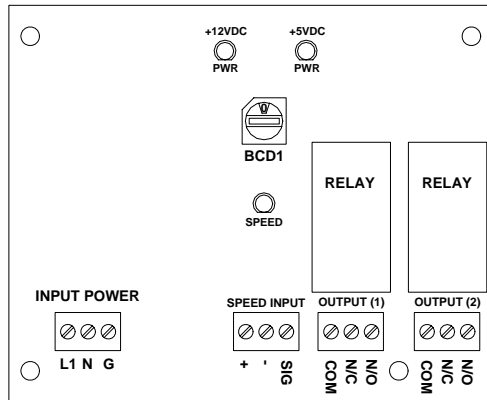 +12VDC +5VDC
PWR PWR
BCD1
RELAY RELAY
SPEED
INPUT POWER SPEED INPUT OUTPUT (1) OUTPUT (2)
L1 N G + - SIG COM N/C N/O COM N/C N/O